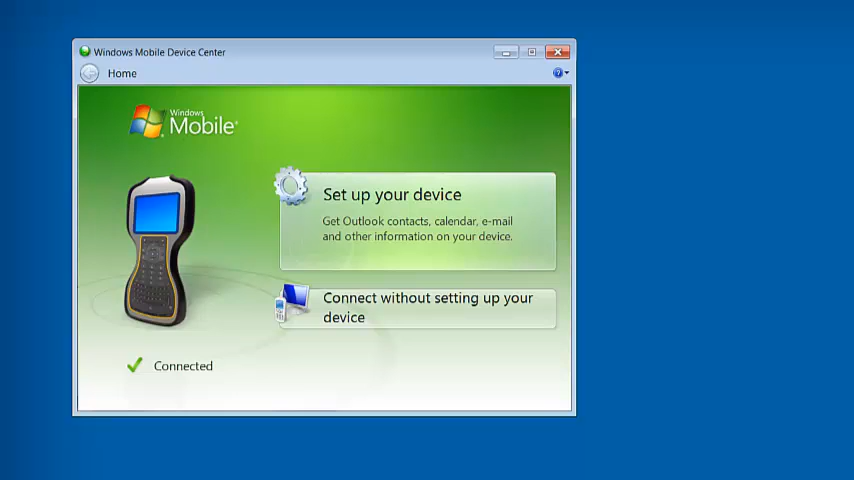 Windows Mobile Device Center
Home
Windows
Mobile
Set up your device
Get Outlook contacts, calendar, e-mail
and other information on your device.
Connect without setting up your
device
Connected